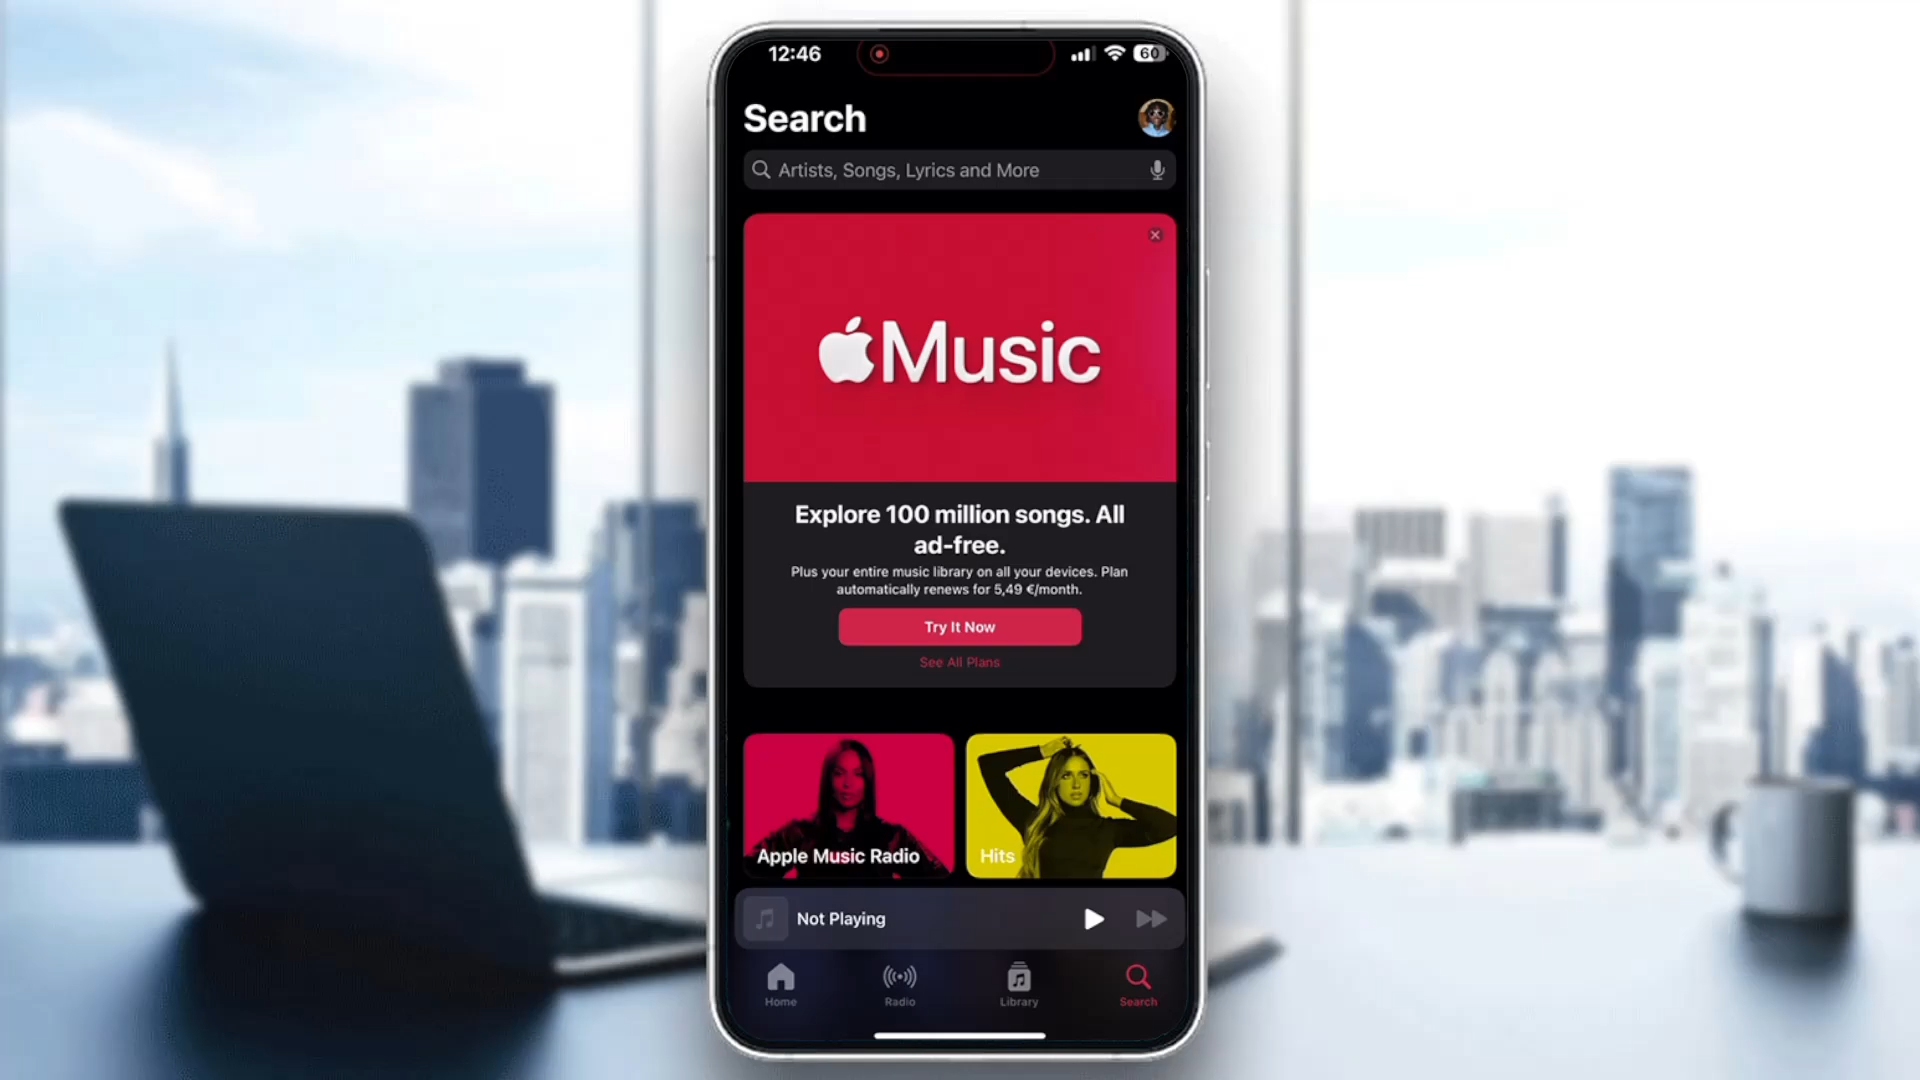 12:46
60
Search
Artists, Songs, Lyrics and More
Music
Explore 100 million songs. All
ad-free.
Plus your entire music library on all your devices. Plan
automatically renews for 5,49 €/month.
Try It Now
See All Plans
Apple Music Radio
Hits
Not Playing
Home
Radio
Library
Search